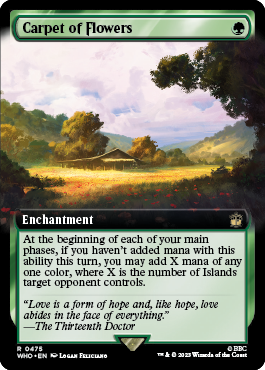 Carpet of Flowers
Enchantment
At the beginning of each of your main
phases, if you haven't added mana with this
ability this turn, you may add X mana of any
one color, where X is the number of Islands
target opponent controls.
“Love is a form of hope and, like hope, love
abides in the face of everything.”
—The Thirteenth Doctor
R 0475 © BBC
WHO • EN Logan Feliciano ™ & © 2023 Wizards of the Coast